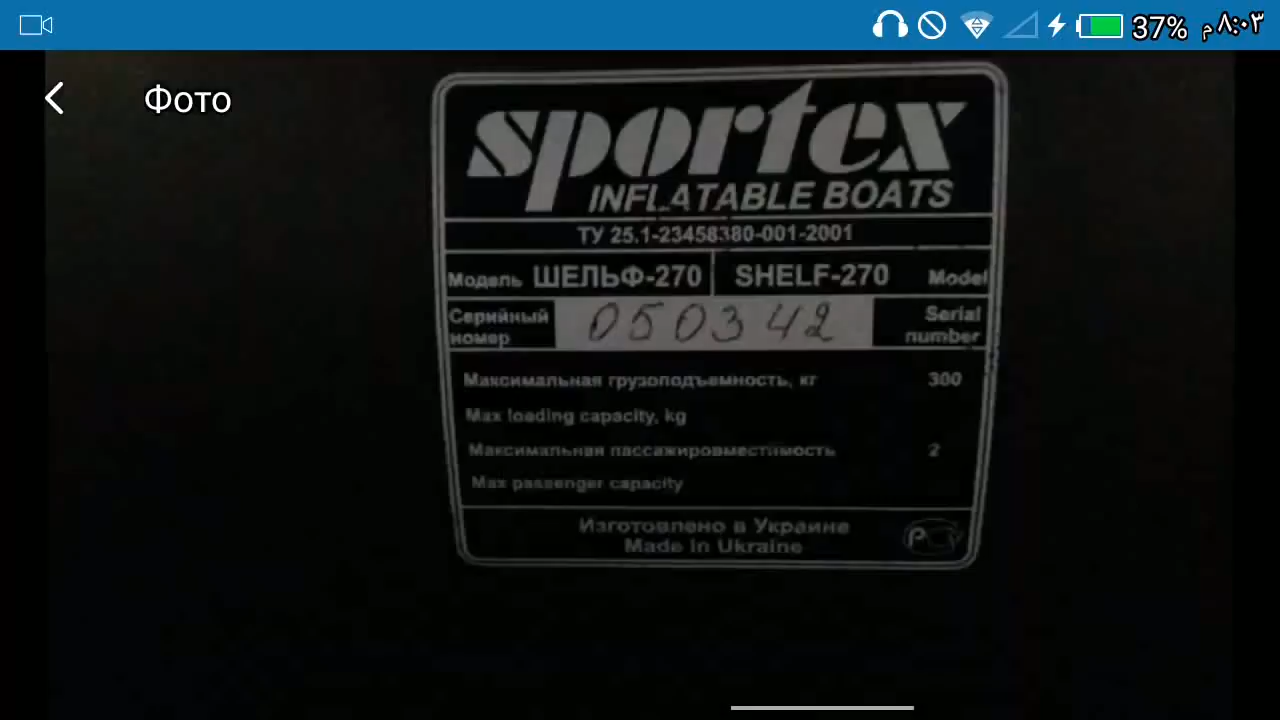 37%
٨:٠٣ م
Фото
sportex
INFLATABLE BOATS
ТУ 25.1-23458380-001-2001
Модель ШЕЛЬФ-270 SHELF-270 Model
Серийный номер 050342 Serial number
Максимальная грузоподъемность, кг 300
Max loading capacity, kg
Максимальная пассажировместимость 2
Max passenger capacity
Изготовлено в Украине
Made in Ukraine